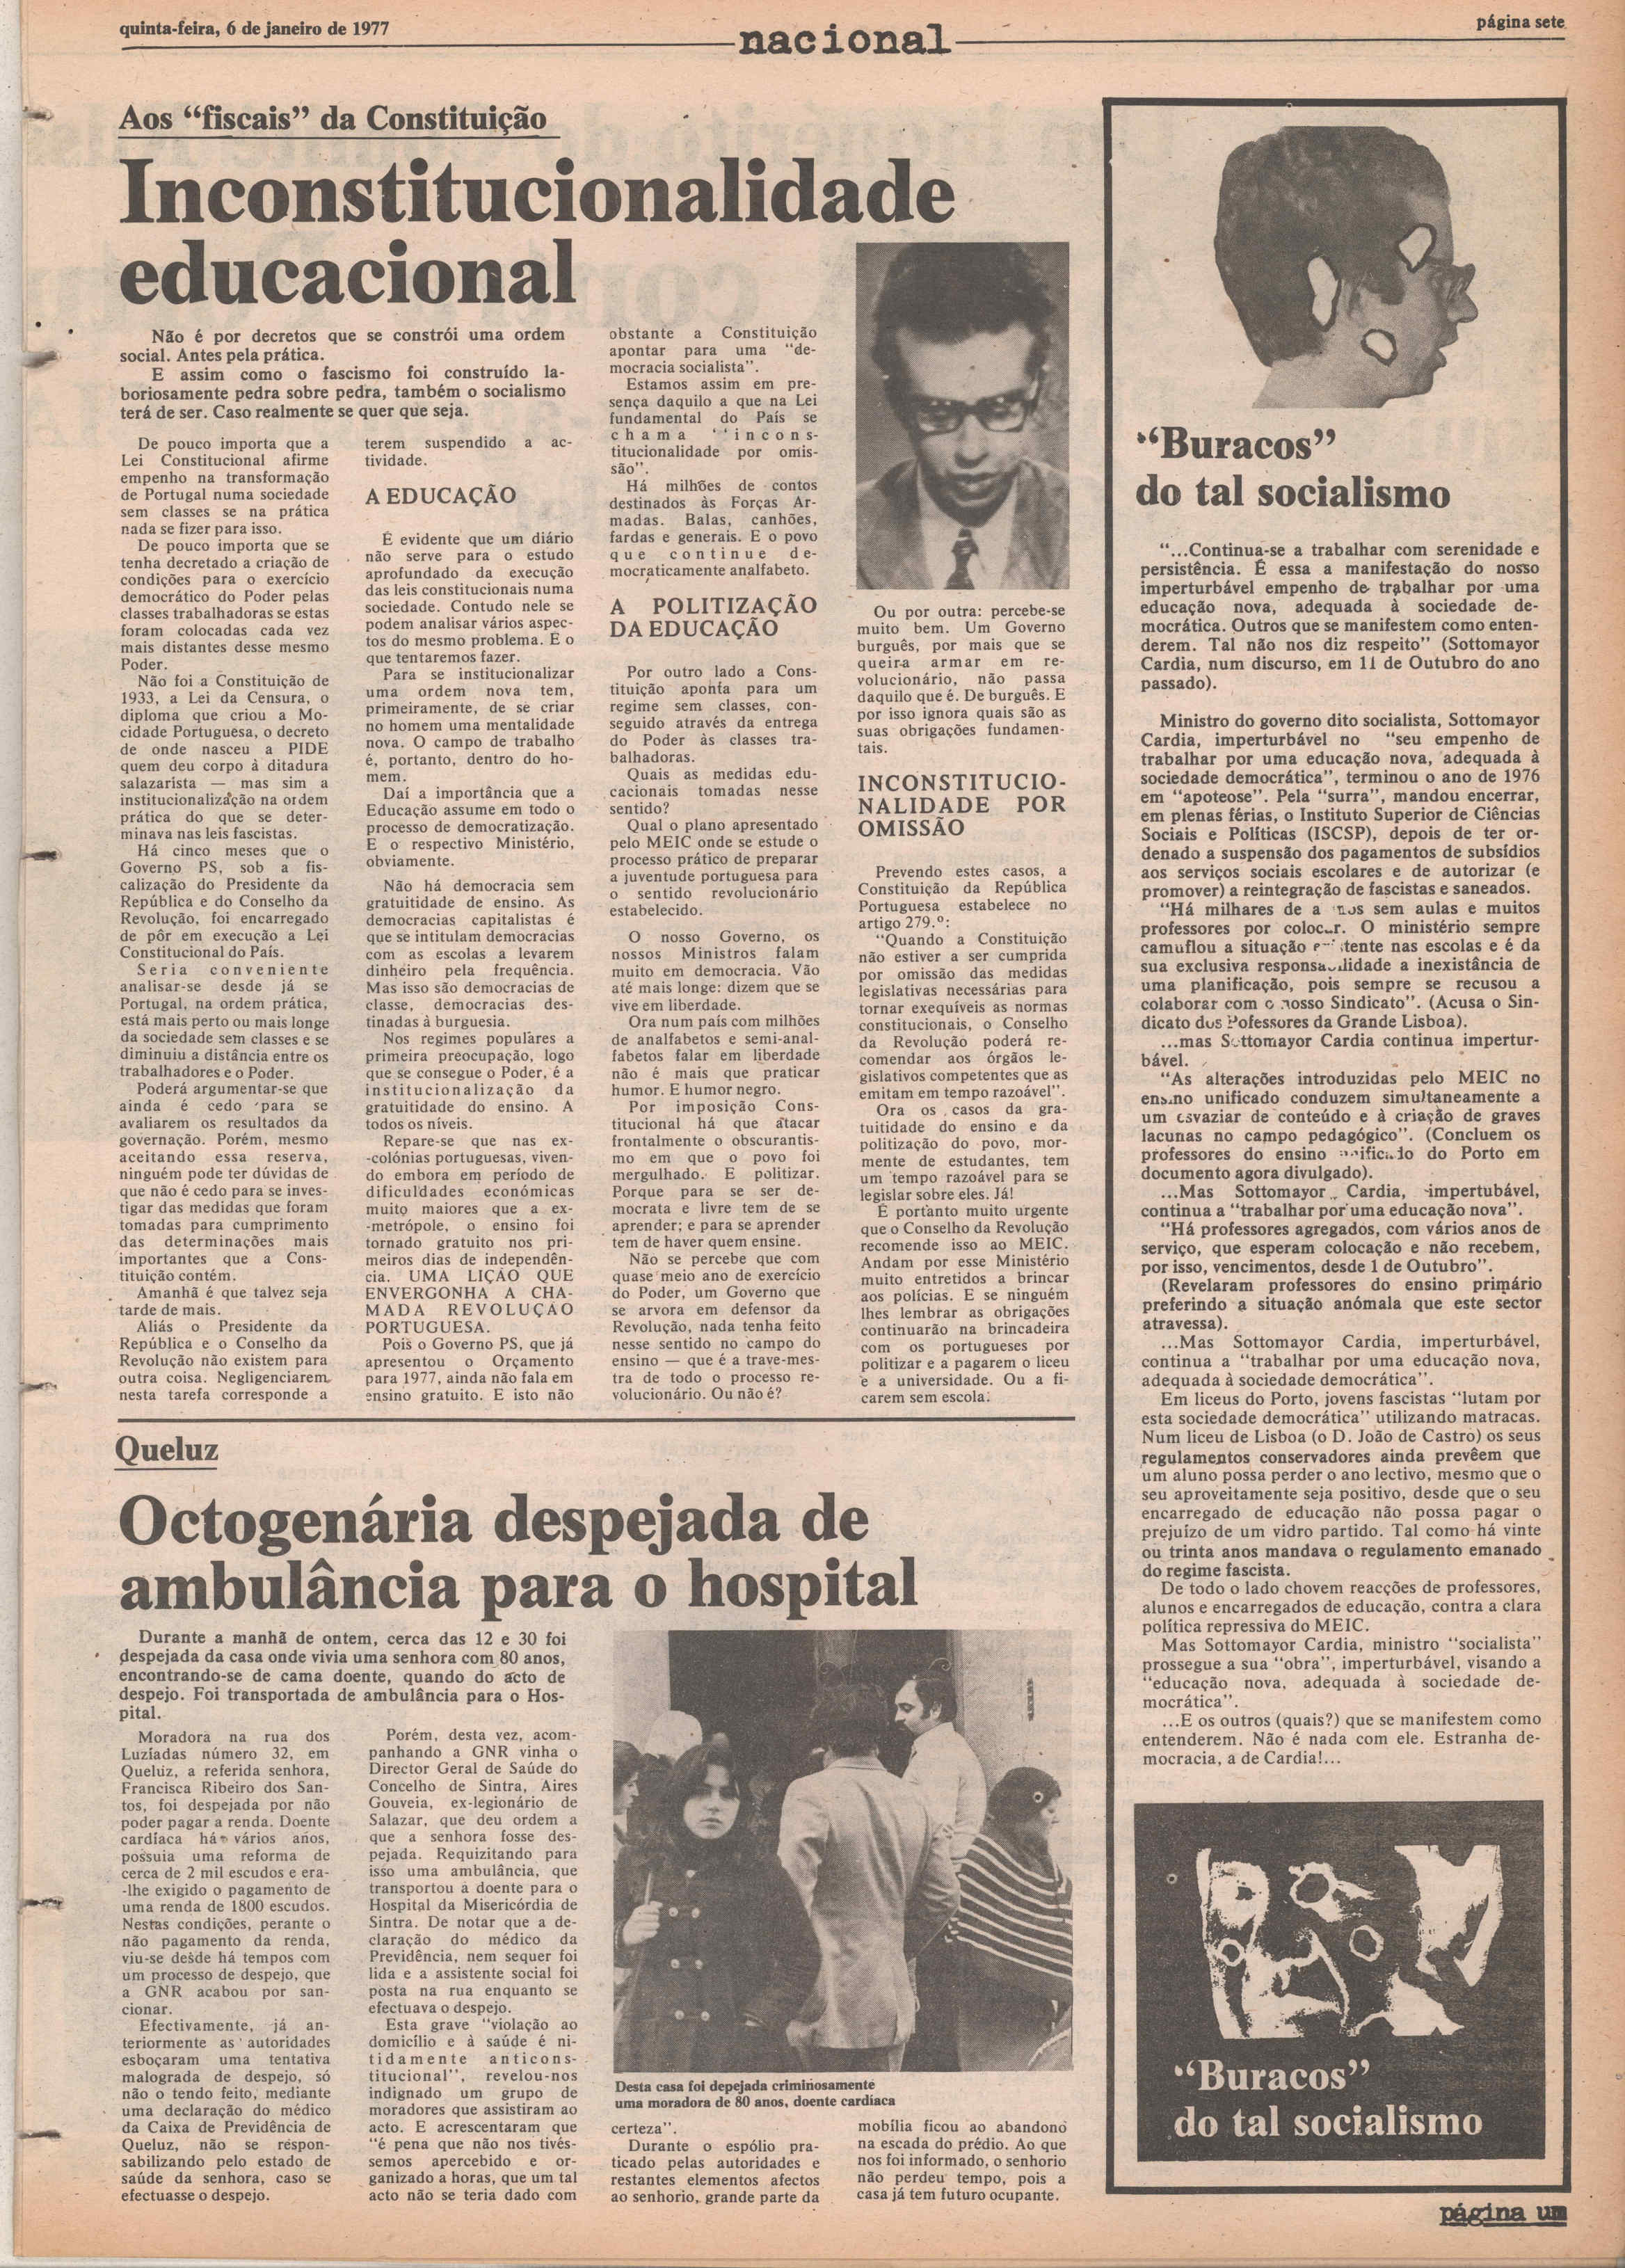 quinta-feira, 6 de janeiro de 1977
nacional
página sete
Aos “fiscais” da Constituição
Inconstitucionalidade
educacional
Não é por decretos que se constrói uma ordem
social. Antes pela prática.
E assim como o fascismo foi construído la-
boriosamente pedra sobre pedra, também o socialismo
terá de ser. Caso realmente se quer que seja.
De pouco importa que a
Lei Constitucional afirme
empenho na transformação
de Portugal numa sociedade
sem classes se na prática
nada se fizer para isso.
De pouco importa que se
tenha decretado a criação de
condições para o exercício
democrático do Poder pelas
classes trabalhadoras se estas
foram colocadas cada vez
mais distantes desse mesmo
Poder.
Não foi a Constituição de
1933, a Lei da Censura, o
diploma que criou a Mo-
cidade Portuguesa, o decreto
de onde nasceu a PIDE
quem deu corpo à ditadura
salazarista — mas sim a
institucionalização na ordem
prática do que se deter-
minava nas leis fascistas.
Há cinco meses que o
Governo PS, sob a fis-
calização do Presidente da
República e do Conselho da
Revolução, foi encarregado
de pôr em execução a Lei
Constitucional do País.
Seria conveniente
analisar-se desde já se
Portugal, na ordem prática,
está mais perto ou mais longe
da sociedade sem classes e se
diminuiu a distância entre os
trabalhadores e o Poder.
Poderá argumentar-se que
ainda é cedo para se
avaliarem os resultados da
governação. Porém, mesmo
aceitando essa reserva,
ninguém pode ter dúvidas de
que não é cedo para se inves-
tigar das medidas que foram
tomadas para cumprimento
das determinações mais
importantes que a Cons-
tituição contém.
Amanhã é que talvez seja
tarde de mais.
Aliás o Presidente da
República e o Conselho da
Revolução não existem para
outra coisa. Negligenciarem
nesta tarefa corresponde a
terem suspendido a ac-
tividade.
A EDUCAÇÃO
É evidente que um diário
não serve para o estudo
aprofundado da execução
das leis constitucionais numa
sociedade. Contudo nele se
podem analisar vários aspec-
tos do mesmo problema. E o
que tentaremos fazer.
Para se institucionalizar
uma ordem nova tem,
primeiramente, de se criar
no homem uma mentalidade
nova. O campo de trabalho
é, portanto, dentro do ho-
mem.
Daí a importância que a
Educação assume em todo o
processo de democratização.
E o respectivo Ministério,
obviamente.
Não há democracia sem
gratuitidade de ensino. As
democracias capitalistas é
que se intitulam democracias
com as escolas a levarem
dinheiro pela frequência.
Mas isso são democracias de
classe, democracias des-
tinadas à burguesia.
Nos regimes populares a
primeira preocupação, logo
que se consegue o Poder, é a
institucionalização da
gratuitidade do ensino. A
todos os níveis.
Repare-se que nas ex-
-colónias portuguesas, viven-
do embora em período de
dificuldades económicas
muito maiores que a ex-
-metrópole, o ensino foi
tornado gratuito nos pri-
meiros dias de independên-
cia. UMA LIÇÃO QUE
ENVERGONHA A CHA-
MADA REVOLUÇÃO
PORTUGUESA.
Pois o Governo PS, que já
apresentou o Orçamento
para 1977, ainda não fala em
ensino gratuito. E isto não
obstante a Constituição
apontar para uma “de-
mocracia socialista”.
Estamos assim em pre-
sença daquilo a que na Lei
fundamental do País se
chama ‘‘incons-
titucionalidade por omis-
são”.
Há milhões de contos
destinados às Forças Ar-
madas. Balas, canhões,
fardas e generais. E o povo
que continue de-
mocraticamente analfabeto.
A POLITIZAÇÃO
DA EDUCAÇÃO
Por outro lado a Cons-
tituição aponta para um
regime sem classes, con-
seguido através da entrega
do Poder às classes tra-
balhadoras.
Quais as medidas edu-
cacionais tomadas nesse
sentido?
Qual o plano apresentado
pelo MEIC onde se estude o
processo prático de preparar
a juventude portuguesa para
o sentido revolucionário
estabelecido.
O nosso Governo, os
nossos Ministros falam
muito em democracia. Vão
até mais longe: dizem que se
vive em liberdade.
Ora num país com milhões
de analfabetos e semi-anal-
fabetos falar em liberdade
não é mais que praticar
humor. E humor negro.
Por imposição Cons-
titucional há que atacar
frontalmente o obscurantis-
mo em que o povo foi
mergulhado. E politizar.
Porque para se ser de-
mocrata e livre tem de se
aprender; e para se aprender
tem de haver quem ensine.
Não se percebe que com
quase meio ano de exercício
do Poder, um Governo que
se arvora em defensor da
Revolução, nada tenha feito
nesse sentido no campo do
ensino — que é a trave-mes-
tra de todo o processo re-
volucionário. Ou não é?
Ou por outra: percebe-se
muito bem. Um Governo
burguês, por mais que se
queira armar em re-
volucionário, não passa
daquilo que é. De burguês. E
por isso ignora quais são as
suas obrigações fundamen-
tais.
INCONSTITUCIO-
NALIDADE POR
OMISSÃO
Prevendo estes casos, a
Constituição da República
Portuguesa estabelece no
artigo 279.º:
“Quando a Constituição
não estiver a ser cumprida
por omissão das medidas
legislativas necessárias para
tornar exequíveis as normas
constitucionais, o Conselho
da Revolução poderá re-
comendar aos órgãos le-
gislativos competentes que as
emitam em tempo razoável”.
Ora os casos da gra-
tuitidade do ensino e da
politização do povo, mor-
mente de estudantes, tem
um tempo razoável para se
legislar sobre eles. Já!
É portanto muito urgente
que o Conselho da Revolução
recomende isso ao MEIC.
Andam por esse Ministério
muito entretidos a brincar
aos polícias. E se ninguém
lhes lembrar as obrigações
continuarão na brincadeira
com os portugueses por
politizar e a pagarem o liceu
e a universidade. Ou a fi-
carem sem escola.
Queluz
Octogenária despejada de
ambulância para o hospital
Durante a manhã de ontem, cerca das 12 e 30 foi
despejada da casa onde vivia uma senhora com 80 anos,
encontrando-se de cama doente, quando do acto de
despejo. Foi transportada de ambulância para o Hos-
pital.
Moradora na rua dos
Luzíadas número 32, em
Queluz, a referida senhora,
Francisca Ribeiro dos San-
tos, foi despejada por não
poder pagar a renda. Doente
cardíaca há vários anos,
possuia uma reforma de
cerca de 2 mil escudos e era-
-lhe exigido o pagamento de
uma renda de 1800 escudos.
Nestas condições, perante o
não pagamento da renda,
viu-se desde há tempos com
um processo de despejo, que
a GNR acabou por san-
cionar.
Efectivamente, já an-
teriormente as autoridades
esboçaram uma tentativa
malograda de despejo, só
não o tendo feito, mediante
uma declaração do médico
da Caixa de Previdência de
Queluz, não se respon-
sabilizando pelo estado de
saúde da senhora, caso se
efectuasse o despejo.
Porém, desta vez, acom-
panhando a GNR vinha o
Director Geral de Saúde do
Concelho de Sintra, Aires
Gouveia, ex-legionário de
Salazar, que deu ordem a
que a senhora fosse des-
pejada. Requizitando para
isso uma ambulância, que
transportou a doente para o
Hospital da Misericórdia de
Sintra. De notar que a de-
claração do médico da
Previdência, nem sequer foi
lida e a assistente social foi
posta na rua enquanto se
efectuava o despejo.
Esta grave “violação ao
domicílio e à saúde é ni-
tidamente anticons-
titucional”, revelou-nos
indignado um grupo de
moradores que assistiram ao
acto. E acrescentaram que
“é pena que não nos tivés-
semos apercebido e or-
ganizado a horas, que um tal
acto não se teria dado com
Desta casa foi depejada criminosamente
uma moradora de 80 anos, doente cardíaca
certeza”.
Durante o espólio pra-
ticado pelas autoridades e
restantes elementos afectos
ao senhorio, grande parte da
mobília ficou ao abandono
na escada do prédio. Ao que
nos foi informado, o senhorio
não perdeu tempo, pois a
casa já tem futuro ocupante.
“Buracos”
do tal socialismo
“...Continua-se a trabalhar com serenidade e
persistência. É essa a manifestação do nosso
imperturbável empenho de trabalhar por uma
educação nova, adequada à sociedade de-
mocrática. Outros que se manifestem como enten-
derem. Tal não nos diz respeito” (Sottomayor
Cardia, num discurso, em 11 de Outubro do ano
passado).
Ministro do governo dito socialista, Sottomayor
Cardia, imperturbável no “seu empenho de
trabalhar por uma educação nova, adequada à
sociedade democrática”, terminou o ano de 1976
em “apoteose”. Pela “surra”, mandou encerrar,
em plenas férias, o Instituto Superior de Ciências
Sociais e Políticas (ISCSP), depois de ter or-
denado a suspensão dos pagamentos de subsídios
aos serviços sociais escolares e de autorizar (e
promover) a reintegração de fascistas e saneados.
“Há milhares de sem aulas e muitos
professores por colocar. O ministério sempre
camuflou a situação nas escolas e é da
sua exclusiva responsabilidade a inexistância de
uma planificação, pois sempre se recusou a
colaborar com o nosso Sindicato”. (Acusa o Sin-
dicato dos Pofessores da Grande Lisboa).
...mas Sottomayor Cardia continua impertur-
bável.
“As alterações introduzidas pelo MEIC no
ensino unificado conduzem simultaneamente a
um esvaziar de conteúdo e à criação de graves
lacunas no campo pedagógico”. (Concluem os
professores do ensino do Porto em
documento agora divulgado).
...Mas Sottomayor Cardia, impertubável,
continua a “trabalhar por uma educação nova”.
“Há professores agregados, com vários anos de
serviço, que esperam colocação e não recebem,
por isso, vencimentos, desde 1 de Outubro”.
(Revelaram professores do ensino primário
preferindo a situação anómala que este sector
atravessa).
...Mas Sottomayor Cardia, imperturbável,
continua a “trabalhar por uma educação nova,
adequada à sociedade democrática”.
Em liceus do Porto, jovens fascistas “lutam por
esta sociedade democrática” utilizando matracas.
Num liceu de Lisboa (o D. João de Castro) os seus
regulamentos conservadores ainda prevêem que
um aluno possa perder o ano lectivo, mesmo que o
seu aproveitamente seja positivo, desde que o seu
encarregado de educação não possa pagar o
prejuízo de um vidro partido. Tal como há vinte
ou trinta anos mandava o regulamento emanado
do regime fascista.
De todo o lado chovem reacções de professores,
alunos e encarregados de educação, contra a clara
política repressiva do MEIC.
Mas Sottomayor Cardia, ministro “socialista”
prossegue a sua “obra”, imperturbável, visando a
“educação nova, adequada à sociedade de-
mocrática”.
...E os outros (quais?) que se manifestem como
entenderem. Não é nada com ele. Estranha de-
mocracia, a de Cardia!...
“Buracos”
do tal socialismo
página um